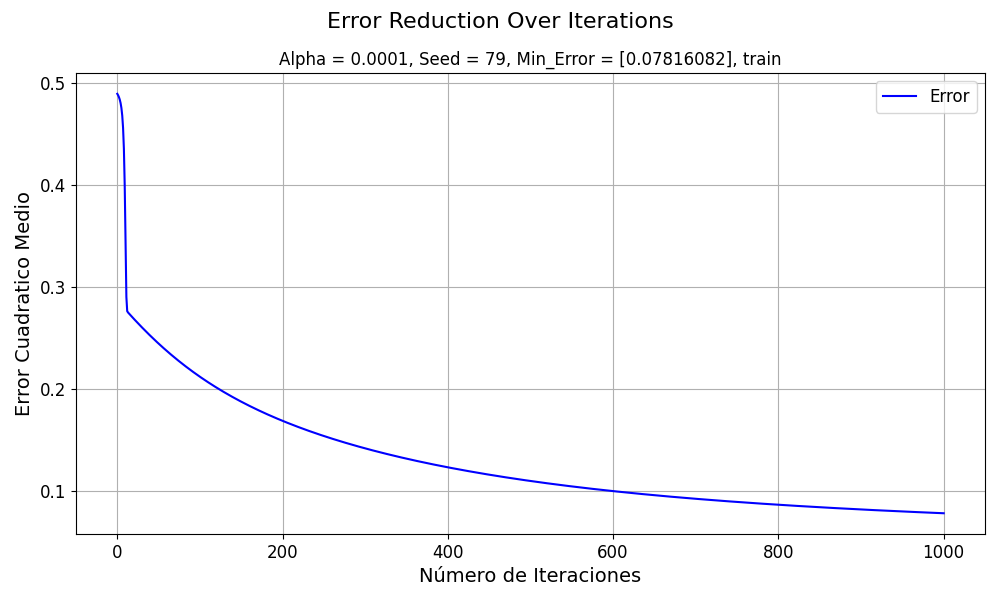 Error Reduction Over Iterations
Alpha = 0.0001, Seed = 79, Min_Error = [0.07816082], train
Error
Error Cuadratico Medio
0.5
0.4
0.3
0.2
0.1
0 200 400 600 800 1000
Número de Iteraciones